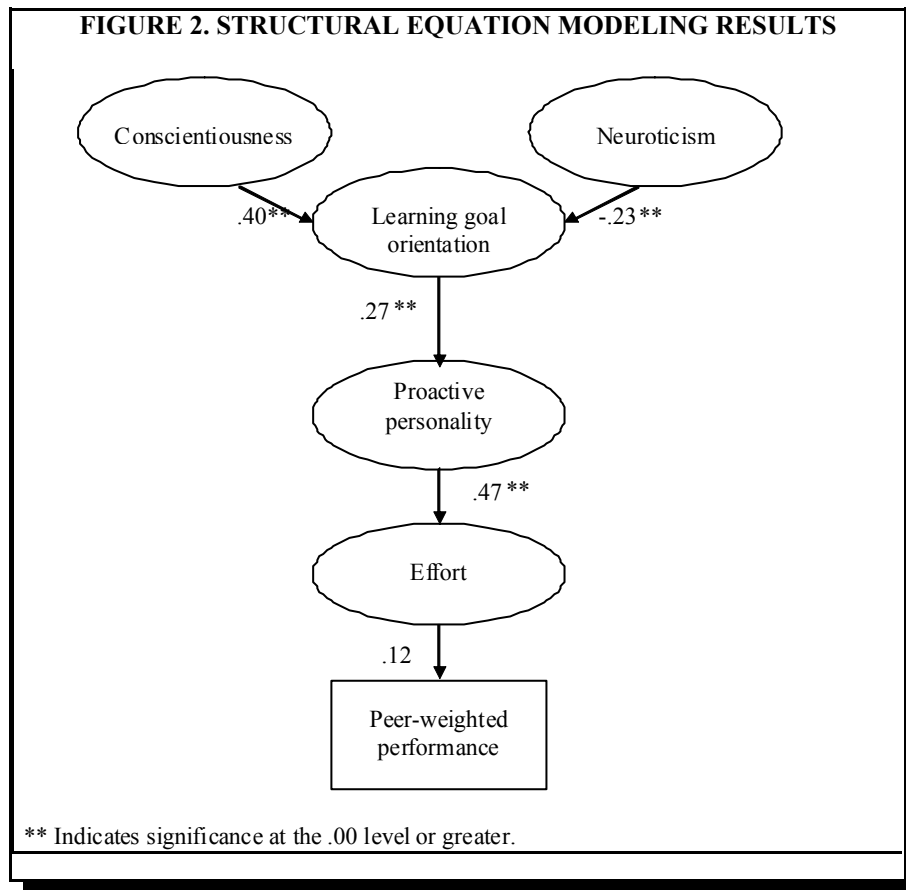 FIGURE 2. STRUCTURAL EQUATION MODELING RESULTS
Conscientiousness
Neuroticism
.40**
Learning goal
orientation
-.23**
.27**
Proactive
personality
.47**
Effort
.12
Peer-weighted
performance
** Indicates significance at the .00 level or greater.